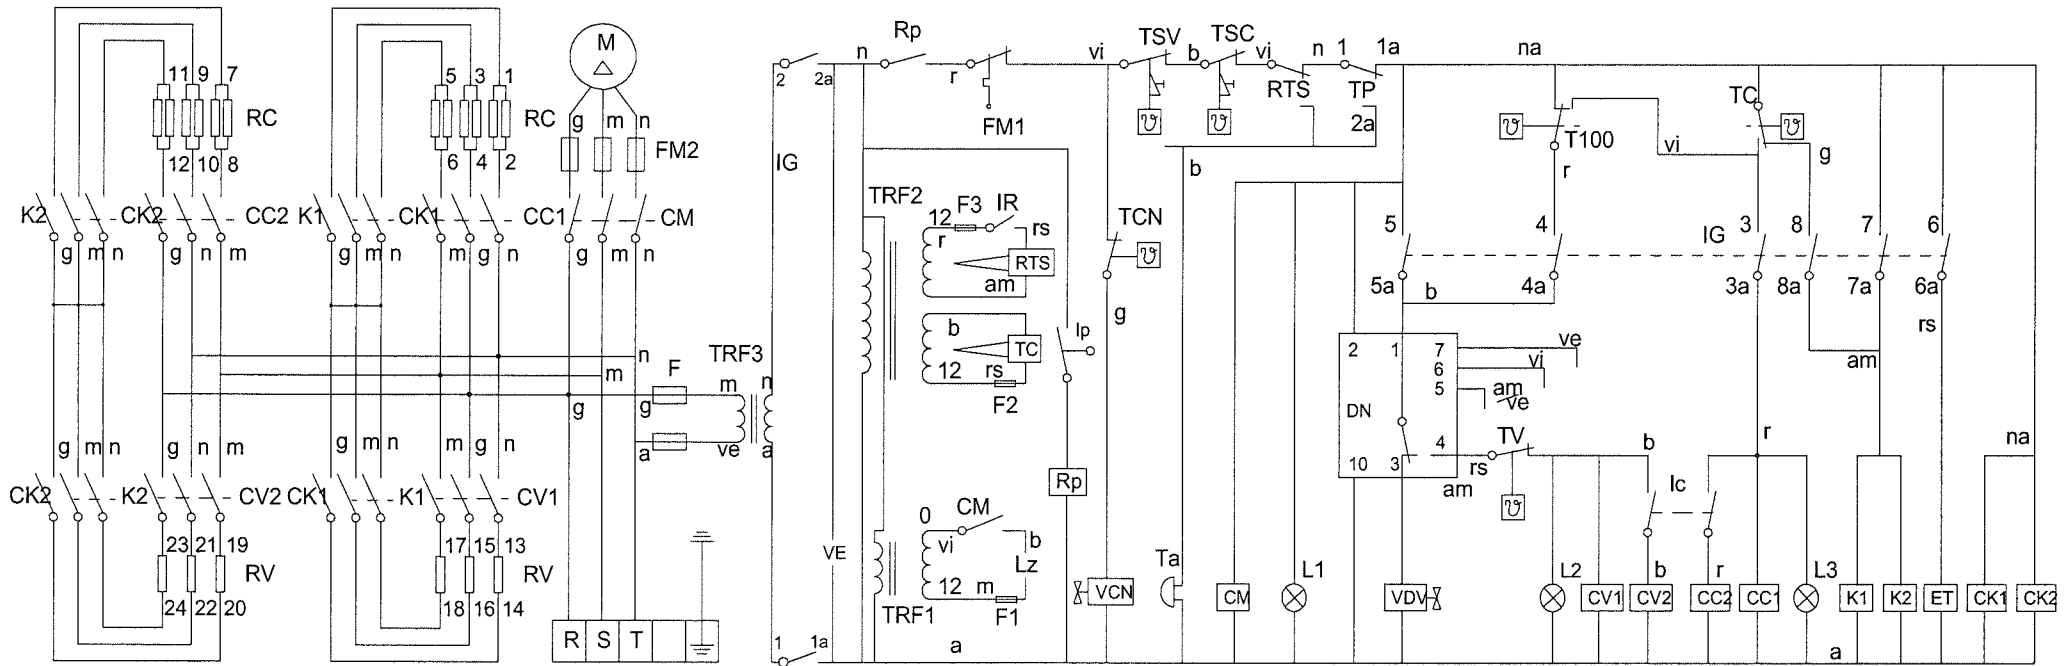 11 9 7
RC
12 10 8
5 3 1
RC
6 4 2
M
g m n
FM2
K2 CK2 CC2 K1 CK1 CC1 CM
g m n g n m g m n m g n g m n
n
m
g
g m n g n m g m n m g n
CK2 K2 CV2 CK1 K1 CV1
23 21 19
RV
24 22 20
17 15 13
RV
18 16 14
R S T
F
g
a
m
ve
TRF3
n
a
2 2a
IG
VE
1 1a
n Rp r
FM1
vi TSV b TSC vi n 1 1a na
ϑ ϑ
RTS TP
2a
b
TRF2
12 F3 IR
r rs
RTS
am
b
TC
12 rs
F2
Ip
Rp
TCN
ϑ
g
0 CM
vi b
Lz
12 m
F1
TRF1
a
VCN
Ta
CM
L1
ϑ T100
r
vi
TC
ϑ
g
5 4 IG 3 8 7 6
5a 4a 3a 8a 7a 6a
b
rs
am
2 1 7 ve
6 vi
5 am
ve
DN
4
10 3
rs
am
TV
ϑ
b
Ic
r
na
b r
VDV
L2
CV1
CV2
CC2
CC1
L3
K1
K2
ET
CK1
CK2
a